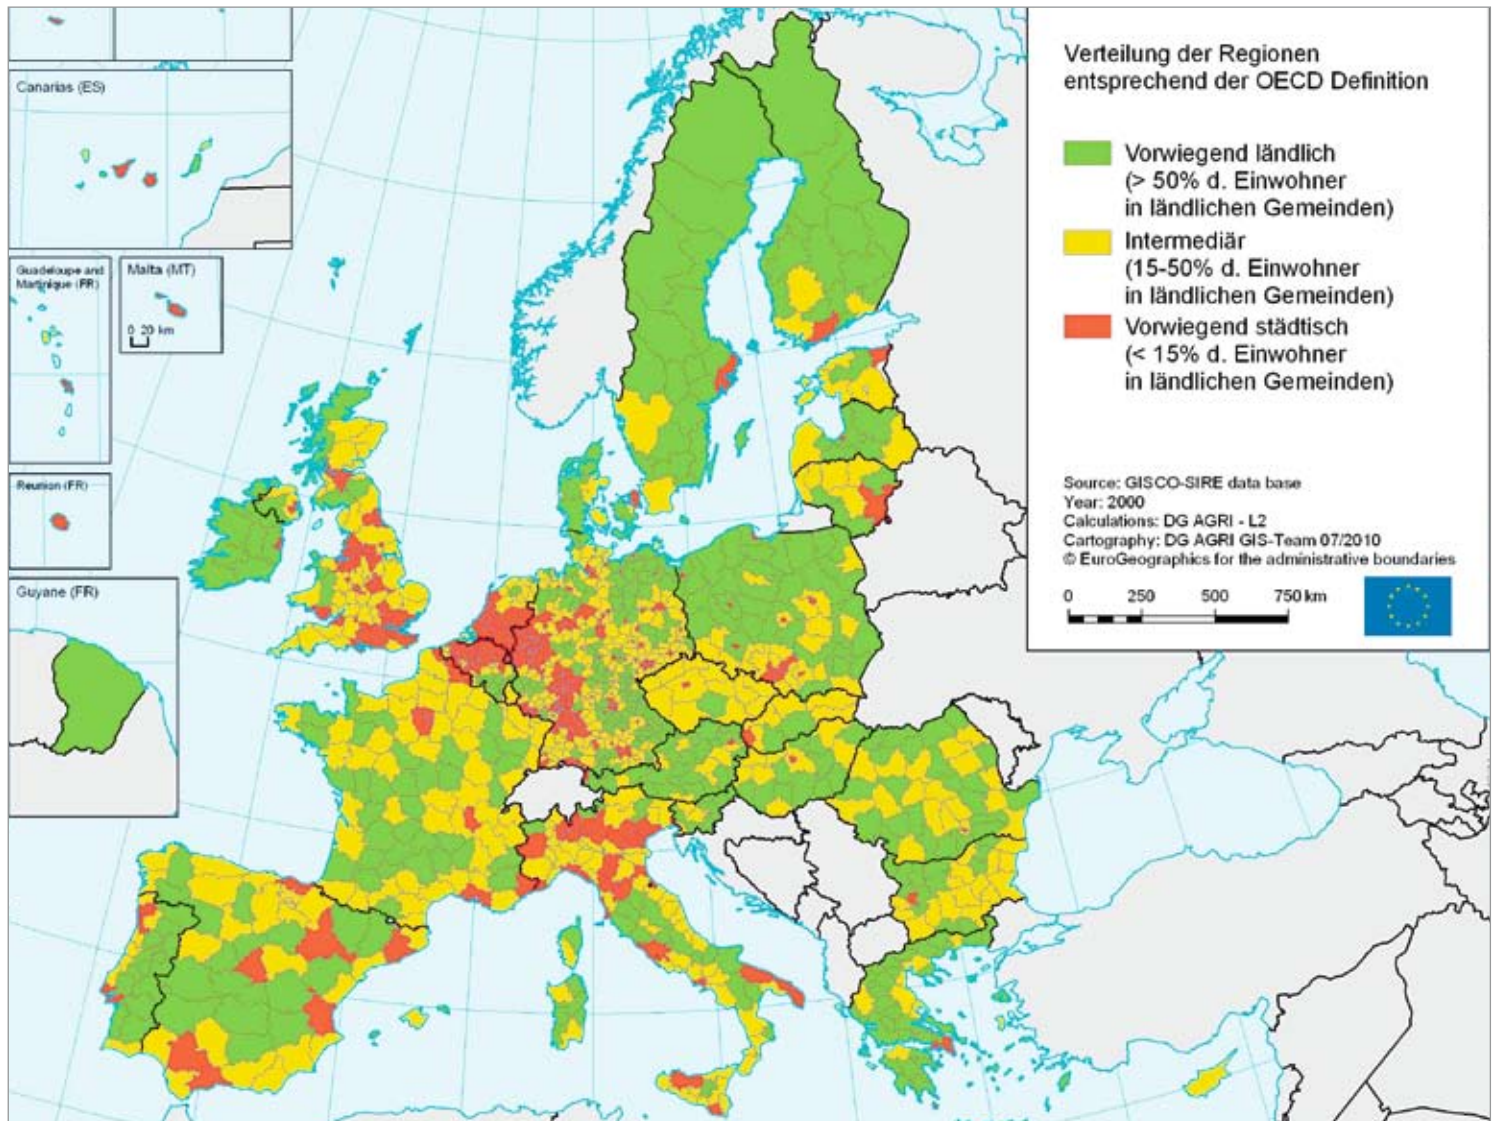 Canarias (ES)
Guadeloupe and
Martinique (FR)
Malta (MT)
0 20 km
Reunion (FR)
Guyane (FR)
Verteilung der Regionen
entsprechend der OECD Definition
Vorwiegend ländlich
(> 50% d. Einwohner
in ländlichen Gemeinden)
Intermediär
(15-50% d. Einwohner
in ländlichen Gemeinden)
Vorwiegend städtisch
(< 15% d. Einwohner
in ländlichen Gemeinden)
Source: GISCO-SIRE data base
Year: 2000
Calculations: DG AGRI - L2
Cartography: DG AGRI GIS-Team 07/2010
© EuroGeographics for the administrative boundaries
0 250 500 750 km